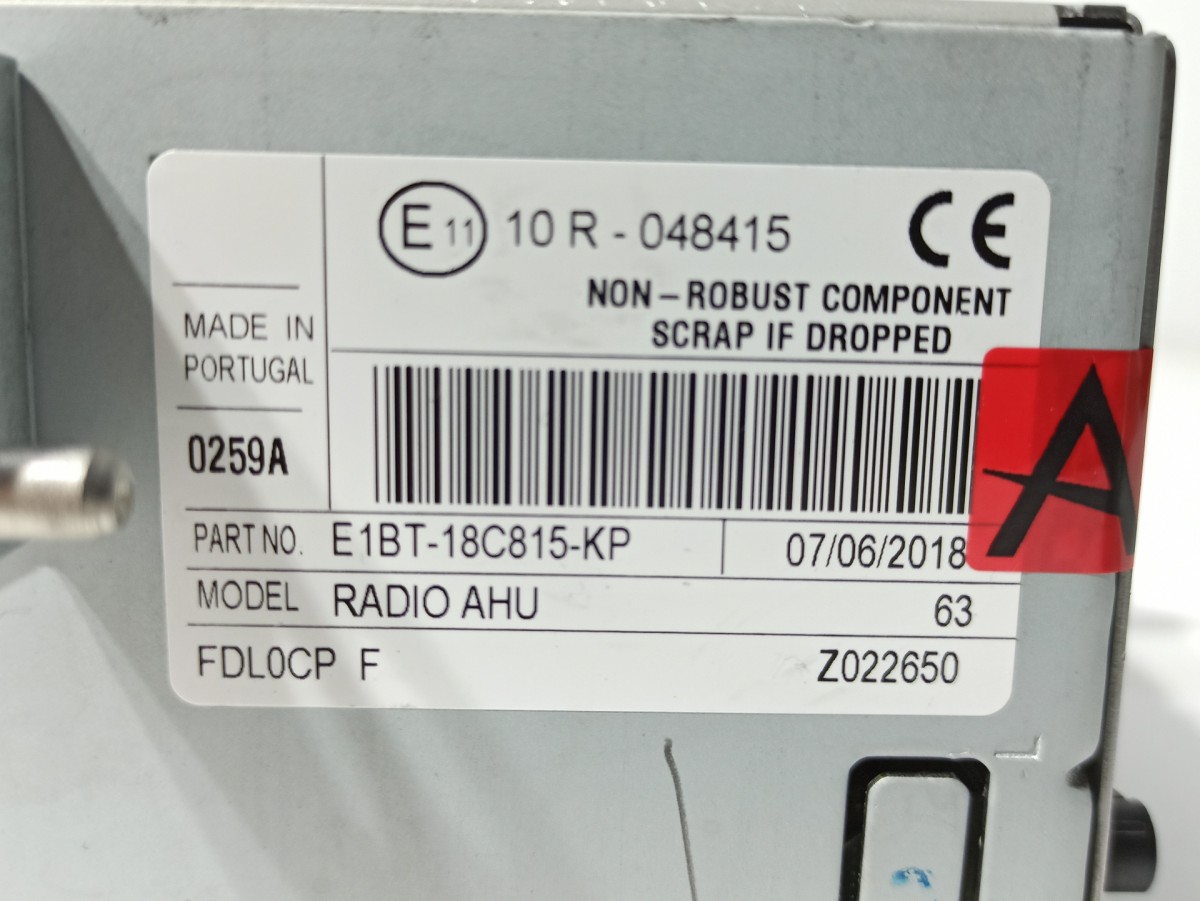 E 11 10 R - 048415 CE
NON-ROBUST COMPONENT
SCRAP IF DROPPED
MADE IN
PORTUGAL
0259A
PART NO. E1BT-18C815-KP 07/06/2018
MODEL RADIO AHU 63
FDL0CP F Z022650
A